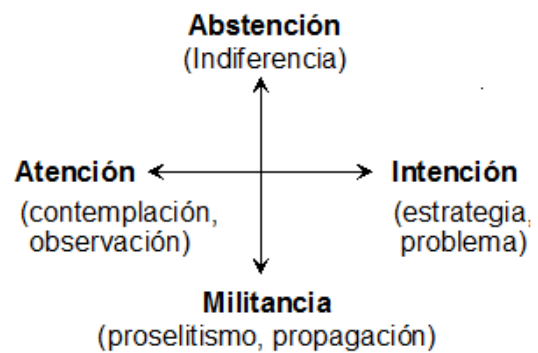 Abstención
(Indiferencia)
Atención
Intención
(contemplación,
observación)
(estrategia,
problema)
Militancia
(proselitismo, propagación)